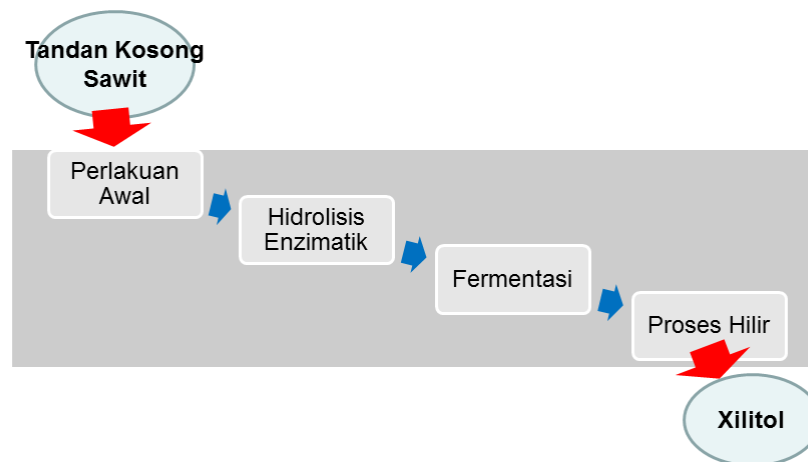 Tandan Kosong
Sawit
Perlakuan
Awal
Hidrolisis
Enzimatik
Fermentasi
Proses Hilir
Xilitol